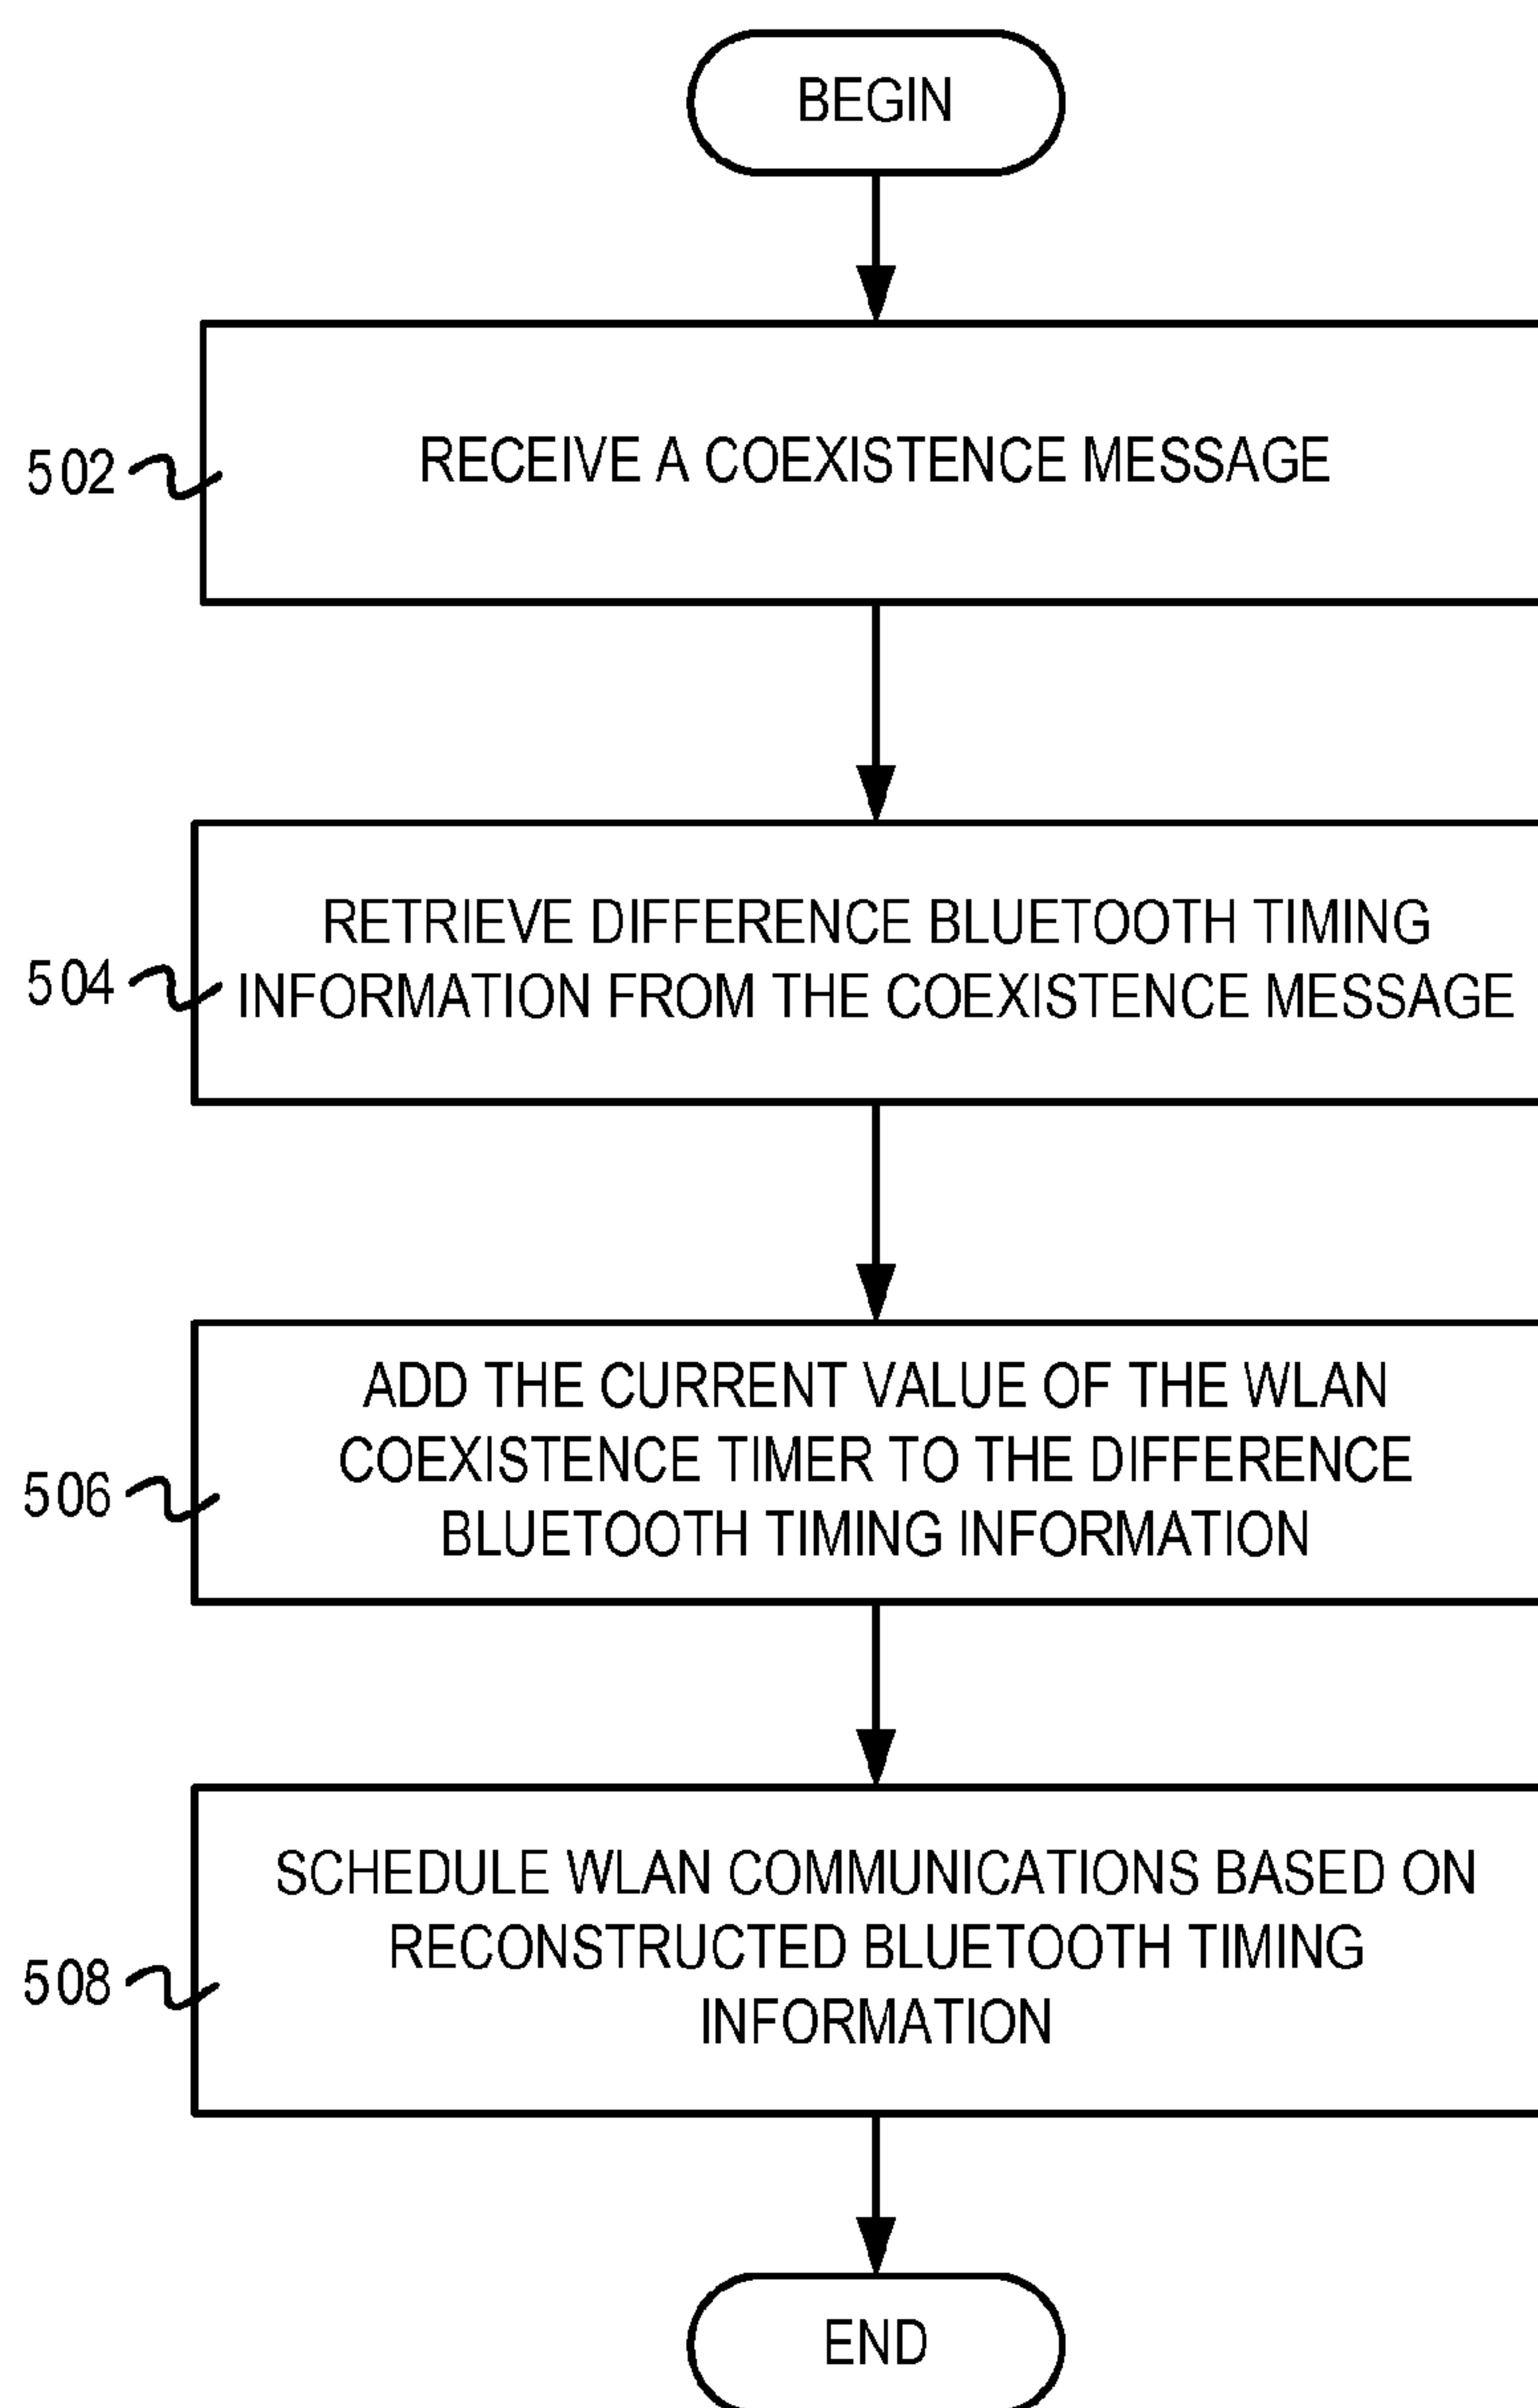 BEGIN
502
RECEIVE A COEXISTENCE MESSAGE
504
RETRIEVE DIFFERENCE BLUETOOTH TIMING
INFORMATION FROM THE COEXISTENCE MESSAGE
506
ADD THE CURRENT VALUE OF THE WLAN
COEXISTENCE TIMER TO THE DIFFERENCE
BLUETOOTH TIMING INFORMATION
508
SCHEDULE WLAN COMMUNICATIONS BASED ON
RECONSTRUCTED BLUETOOTH TIMING
INFORMATION
END